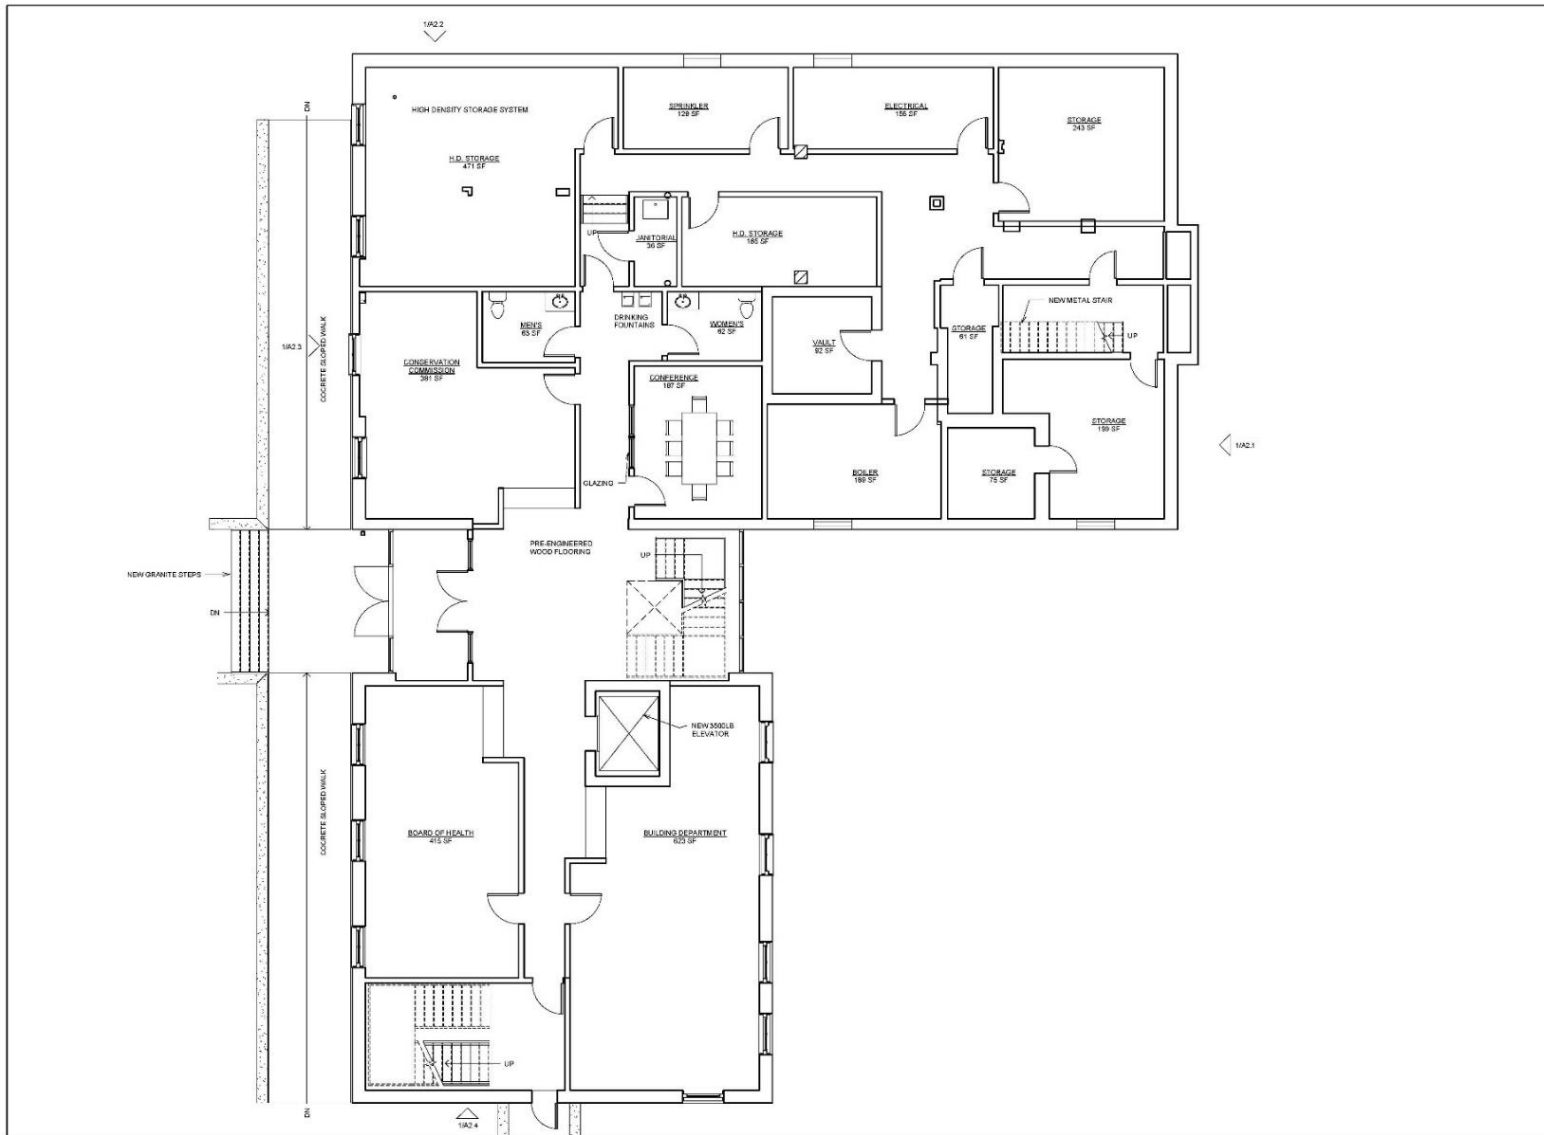 1/A2.2
DN
HIGH DENSITY STORAGE SYSTEM
H.D. STORAGE
471 SF
SPRINKLER
128 SF
ELECTRICAL
156 SF
STORAGE
243 SF
UP
JANITORIAL
36 SF
H.D. STORAGE
186 SF
COCRETE SLOPED WALK
1/A2.3
CONSERVATION
COMMISSION
381 SF
MEN'S
63 SF
DRINKING
FOUNTAINS
WOMEN'S
62 SF
VAULT
92 SF
STORAGE
61 SF
NEW METAL STAIR
UP
CONFERENCE
187 SF
GLAZING
BOILER
169 SF
STORAGE
75 SF
STORAGE
199 SF
1/A2.1
NEW GRANITE STEPS
DN
PRE-ENGINEERED
WOOD FLOORING
UP
NEW 3500LB
ELEVATOR
COCRETE SLOPED WALK
BOARD OF HEALTH
415 SF
BUILDING DEPARTMENT
623 SF
UP
DN
1/A2.4